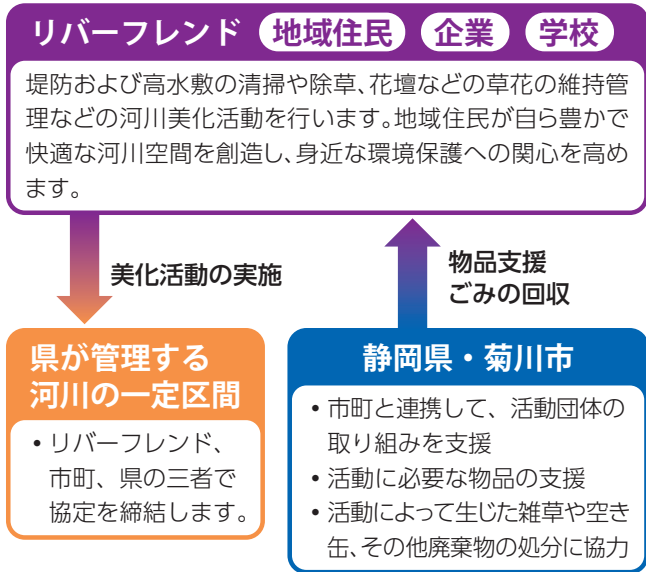 リバーフレンド 地域住民 企業 学校
堤防および高水敷の清掃や除草、花壇などの草花の維持管
理などの河川美化活動を行います。地域住民が自ら豊かで
快適な河川空間を創造し、身近な環境保護への関心を高め
ます。
美化活動の実施
物品支援
ごみの回収
県が管理する
河川の一定区間
• リバーフレンド、
市町、県の三者で
協定を締結します。
静岡県・菊川市
• 市町と連携して、活動団体の
取り組みを支援
• 活動に必要な物品の支援
• 活動によって生じた雑草や空き
缶、その他廃棄物の処分に協力